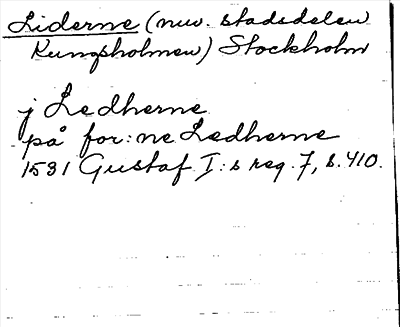 Liderne (nuv. stadsdelen
Kungsholmen) Stockholm
j Ledherne
på for:ne Ledherne
1531 Gustaf I:s reg. 7, s. 410.